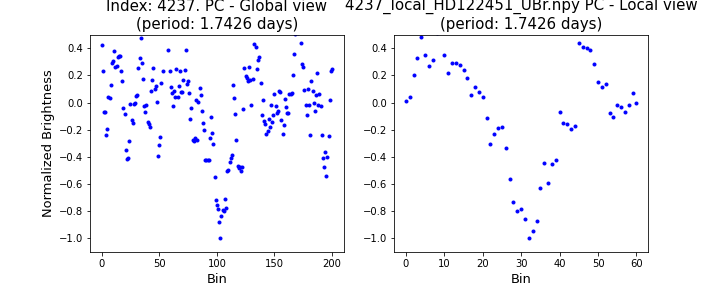 Index: 4237. PC - Global view
(period: 1.7426 days)
4237_local_HD122451_UBr.npy PC - Local view
(period: 1.7426 days)
Normalized Brightness
0.4
0.2
0.0
−0.2
−0.4
−0.6
−0.8
−1.0
0 50 100 150 200
Bin
0.4
0.2
0.0
−0.2
−0.4
−0.6
−0.8
−1.0
0 10 20 30 40 50 60
Bin